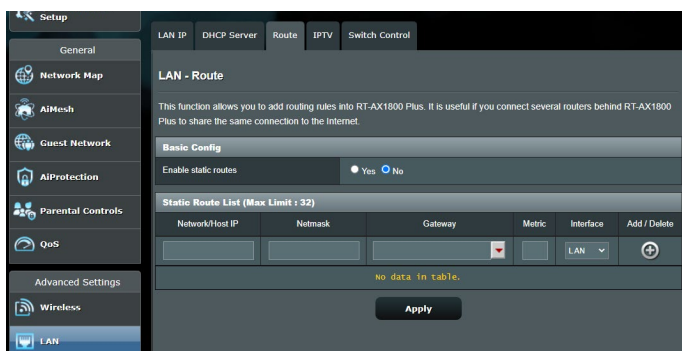 Setup
General
Network Map
AiMesh
Guest Network
AiProtection
Parental Controls
QoS
Advanced Settings
Wireless
LAN
LAN IP DHCP Server Route IPTV Switch Control
LAN - Route
This function allows you to add routing rules into RT-AX1800 Plus. It is useful if you connect several routers behind RT-AX1800
Plus to share the same connection to the Internet.
Basic Config
Enable static routes Yes No
Static Route List (Max Limit : 32)
Network/Host IP Netmask Gateway Metric Interface Add / Delete
LAN
No data in table.
Apply